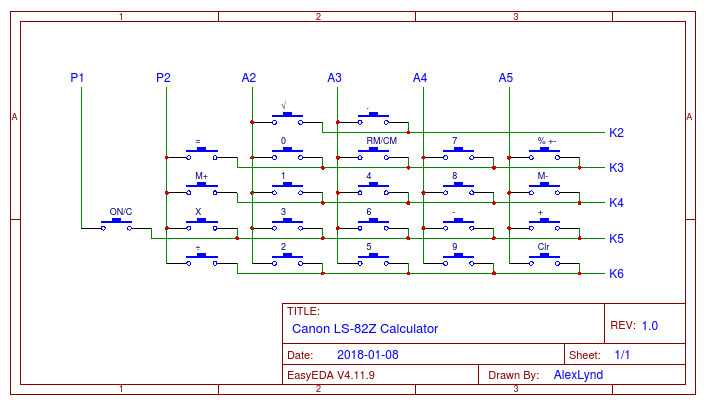 1 2 3
P1 P2 A2 A3 A4 A5
√ .
A A
K2
= 0 RM/CM 7 % +-
K3
M+ 1 4 8 M-
K4
ON/C X 3 6 - +
K5
÷ 2 5 9 Clr
K6
TITLE:
Canon LS-82Z Calculator
REV: 1.0
Date: 2018-01-08 Sheet: 1/1
EasyEDA V4.11.9 Drawn By: AlexLynd
1 2 3